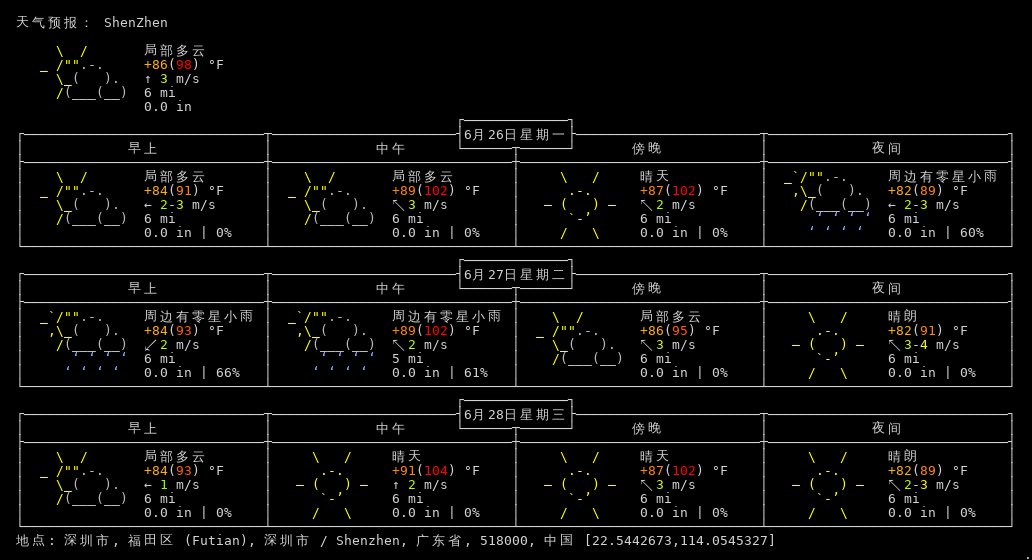 天气预报： ShenZhen
局部多云
+86(98) °F
↑ 3 m/s
6 mi
0.0 in
6月26日星期一
早上 中午 傍晚 夜间
局部多云 局部多云 晴天 周边有零星小雨
+84(91) °F +89(102) °F +87(102) °F +82(89) °F
← 2-3 m/s ↖ 3 m/s ↖ 2 m/s ← 2-3 m/s
6 mi 6 mi 6 mi 6 mi
0.0 in | 0% 0.0 in | 0% 0.0 in | 0% 0.0 in | 60%
6月27日星期二
早上 中午 傍晚 夜间
周边有零星小雨 周边有零星小雨 局部多云 晴朗
+84(93) °F +89(102) °F +86(95) °F +82(91) °F
↙ 2 m/s ↖ 2 m/s ↖ 3 m/s ↖ 3-4 m/s
6 mi 5 mi 6 mi 6 mi
0.0 in | 66% 0.0 in | 61% 0.0 in | 0% 0.0 in | 0%
6月28日星期三
早上 中午 傍晚 夜间
局部多云 晴天 晴天 晴朗
+84(93) °F +91(104) °F +87(102) °F +82(89) °F
← 1 m/s ↑ 2 m/s ↖ 3 m/s ↖ 2-3 m/s
6 mi 6 mi 6 mi 6 mi
0.0 in | 0% 0.0 in | 0% 0.0 in | 0% 0.0 in | 0%
地点: 深圳市, 福田区 (Futian), 深圳市 / Shenzhen, 广东省, 518000, 中国 [22.5442673,114.0545327]